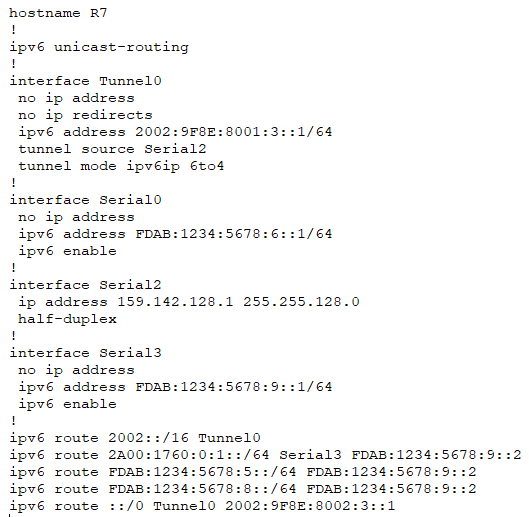 hostname R7
!
ipv6 unicast-routing
!
interface Tunnel0
 no ip address
 no ip redirects
 ipv6 address 2002:9F8E:8001:3::1/64
 tunnel source Serial2
 tunnel mode ipv6ip 6to4
!
interface Serial0
 no ip address
 ipv6 address FDAB:1234:5678:6::1/64
 ipv6 enable
!
interface Serial2
 ip address 159.142.128.1 255.255.128.0
 half-duplex
!
interface Serial3
 no ip address
 ipv6 address FDAB:1234:5678:9::1/64
 ipv6 enable
!
ipv6 route 2002::/16 Tunnel0
ipv6 route 2A00:1760:0:1::/64 Serial3 FDAB:1234:5678:9::2
ipv6 route FDAB:1234:5678:5::/64 FDAB:1234:5678:9::2
ipv6 route FDAB:1234:5678:8::/64 FDAB:1234:5678:9::2
ipv6 route ::/0 Tunnel0 2002:9F8E:8002:3::1